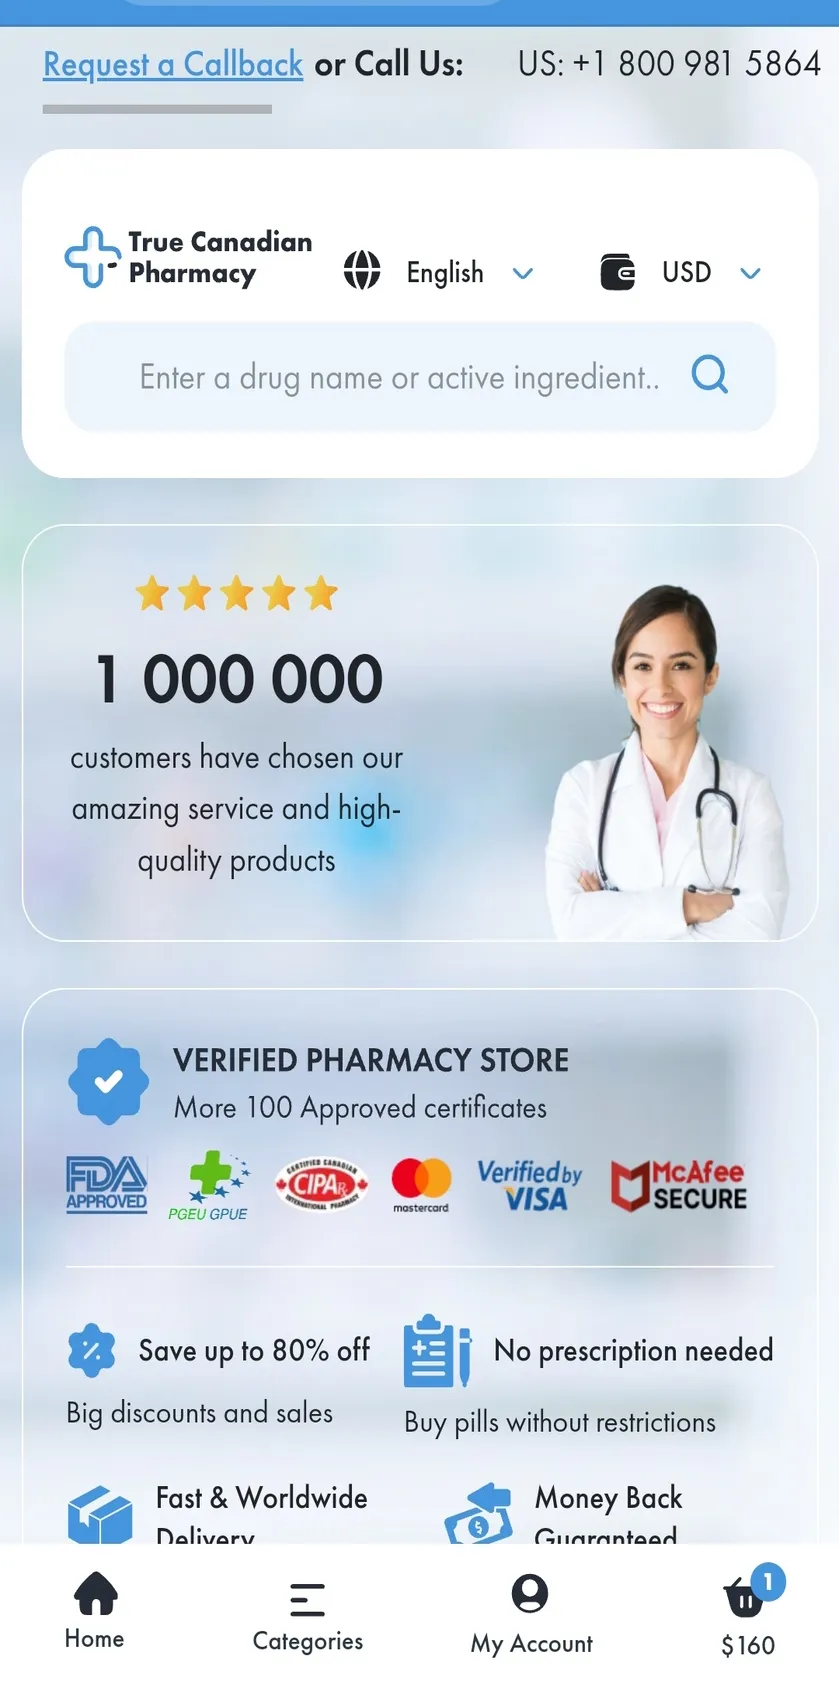 Request a Callback or Call Us: US: +1 800 981 5864
True Canadian
Pharmacy
English
USD
Enter a drug name or active ingredient..
1 000 000
customers have chosen our
amazing service and high-
quality products
VERIFIED PHARMACY STORE
More 100 Approved certificates
FDA
APPROVED
PGEU GPUE
CERTIFIED CANADIAN
CIPARx
INTERNATIONAL PHARMACY
mastercard
Verified by
VISA
McAfee
SECURE
Save up to 80% off
Big discounts and sales
No prescription needed
Buy pills without restrictions
Fast & Worldwide
Delivery
Money Back
Guaranteed
Home
Categories
My Account
1
$160